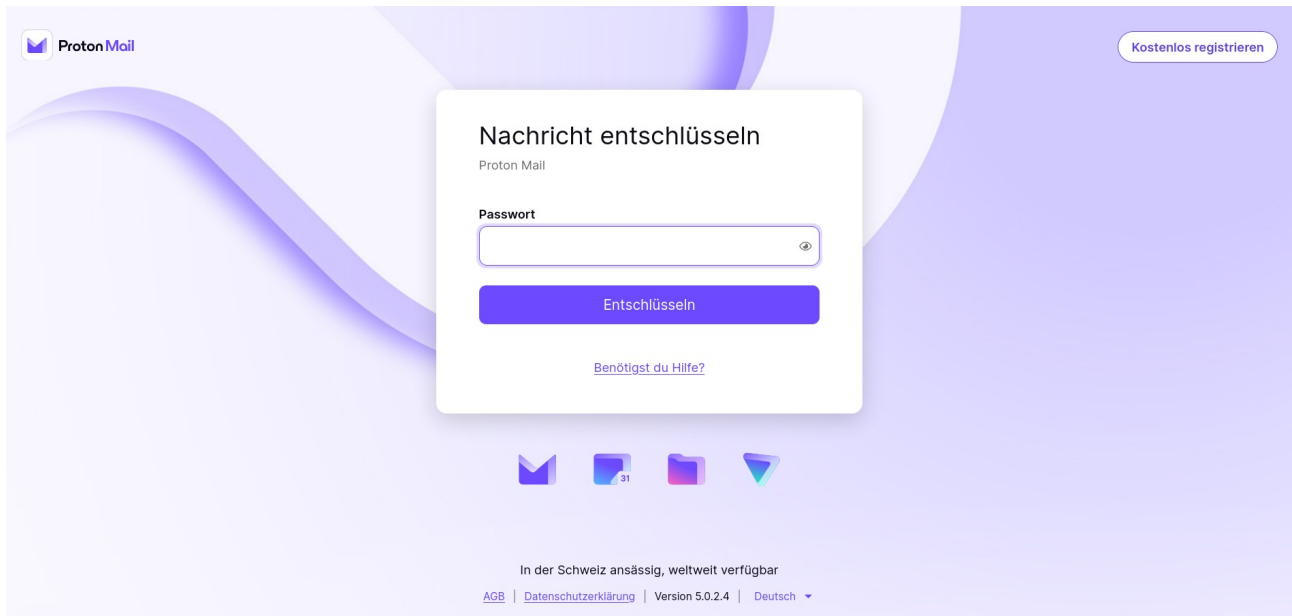 Proton Mail
Kostenlos registrieren
Nachricht entschlüsseln
Proton Mail
Passwort
Entschlüsseln
Benötigst du Hilfe?
31
In der Schweiz ansässig, weltweit verfügbar
AGB | Datenschutzerklärung | Version 5.0.2.4 | Deutsch